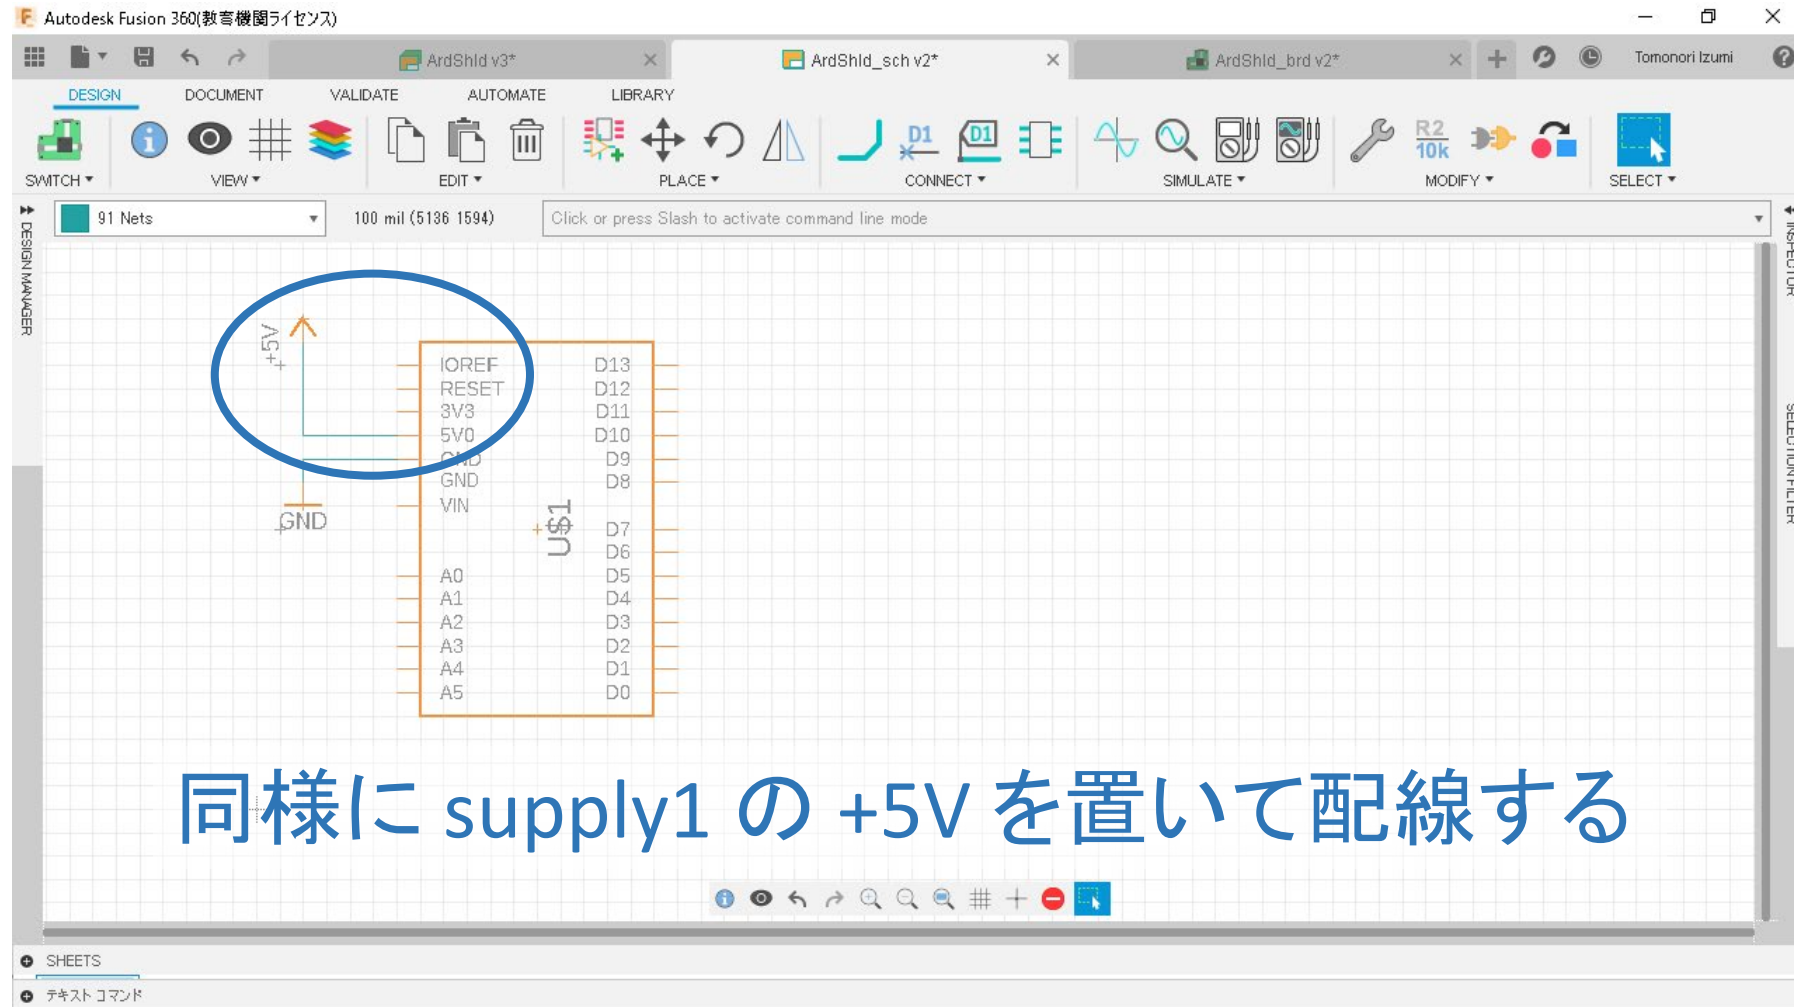 Autodesk Fusion 360(教育機関ライセンス)
ArdShld v3*
ArdShld_sch v2*
ArdShld_brd v2*
Tomonori Izumi
DESIGN
DOCUMENT
VALIDATE
AUTOMATE
LIBRARY
SWITCH
VIEW
EDIT
PLACE
CONNECT
SIMULATE
MODIFY
SELECT
D1
D1
R2
10k
91 Nets
100 mil (5136 1594)
Click or press Slash to activate command line mode
DESIGN MANAGER
INSPECTOR
SELECTION FILTER
+5V
IOREF
RESET
3V3
5V0
GND
GND
VIN
A0
A1
A2
A3
A4
A5
D13
D12
D11
D10
D9
D8
D7
D6
D5
D4
D3
D2
D1
D0
U$1
GND
同様に supply1 の +5V を置いて配線する
SHEETS
テキスト コマンド